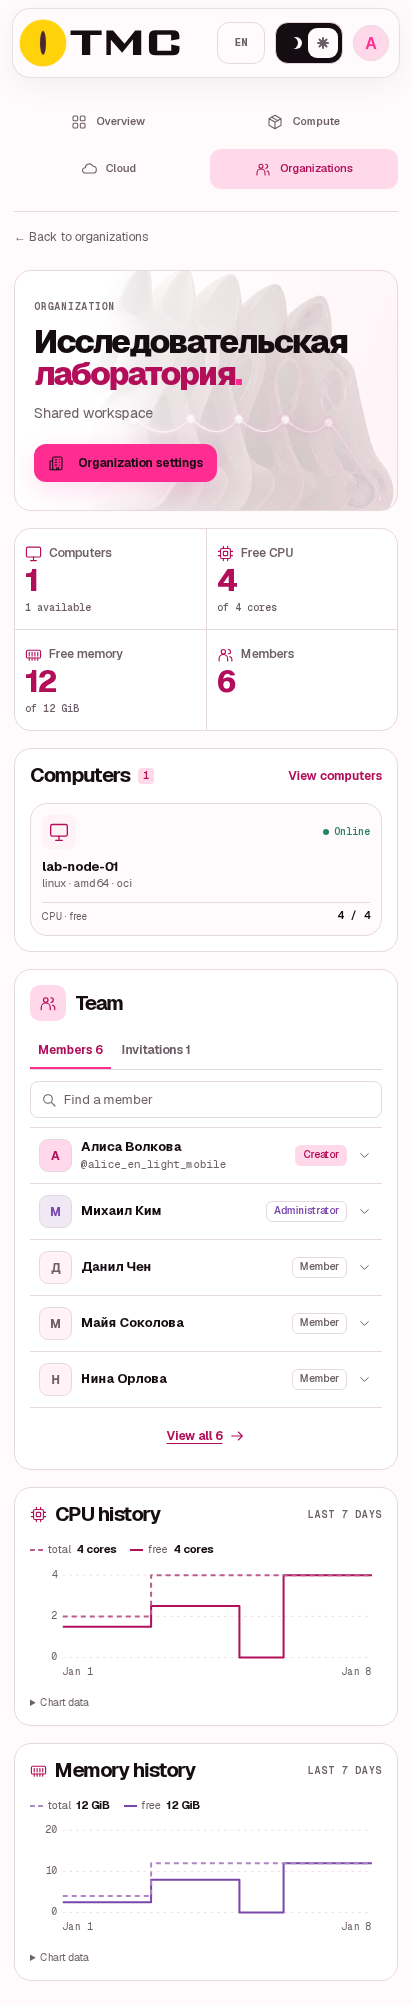 TMC
EN
A
Overview
Compute
Cloud
Organizations
← Back to organizations
ORGANIZATION
Исследовательская
лаборатория.
Shared workspace
Organization settings
Computers
1
1 available
Free CPU
4
of 4 cores
Free memory
12
of 12 GiB
Members
6
Computers 1
View computers
Online
lab-node-01
linux · amd64 · oci
CPU · free
4 / 4
Team
Members 6
Invitations 1
Find a member
А
Алиса Волкова
@alice_en_light_mobile
Creator
М
Михаил Ким
Administrator
Д
Данил Чен
Member
М
Майя Соколова
Member
Н
Нина Орлова
Member
View all 6 →
CPU history
LAST 7 DAYS
total 4 cores free 4 cores
4
2
0
Jan 1
Jan 8
▶ Chart data
Memory history
LAST 7 DAYS
total 12 GiB free 12 GiB
20
10
0
Jan 1
Jan 8
▶ Chart data